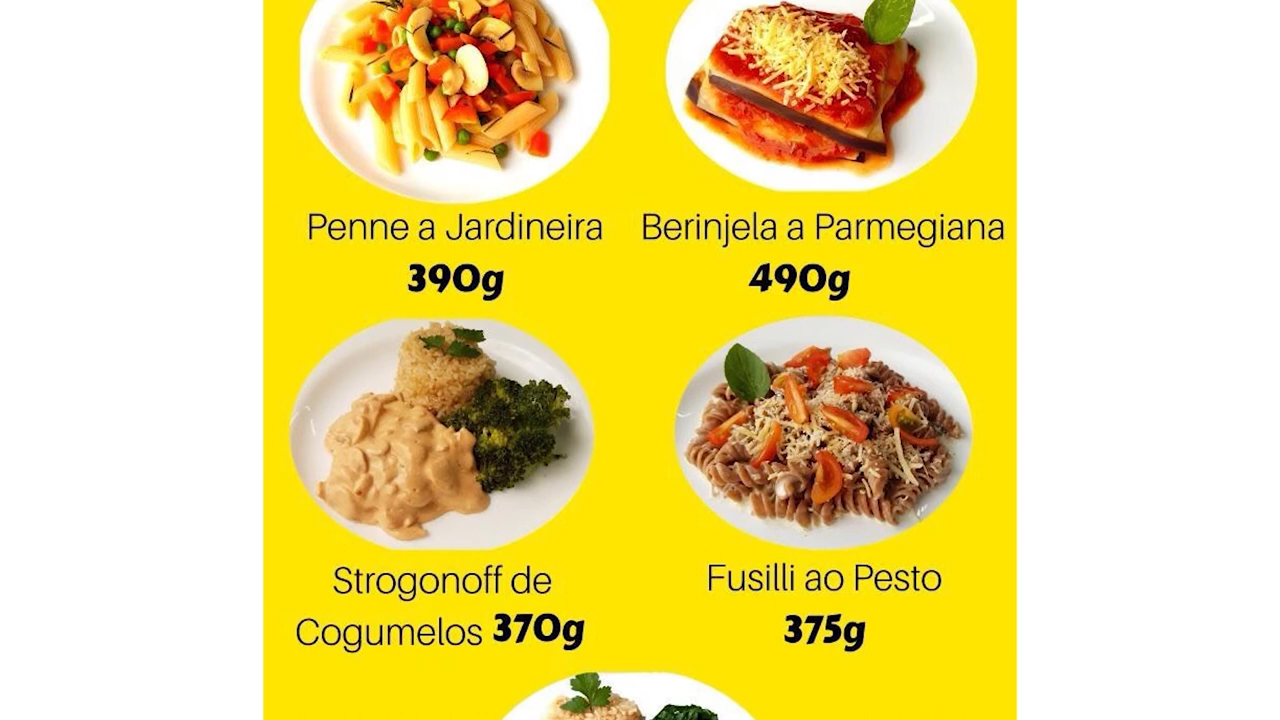 Penne a Jardineira
390g
Berinjela a Parmegiana
490g
Strogonoff de
Cogumelos 370g
Fusilli ao Pesto
375g